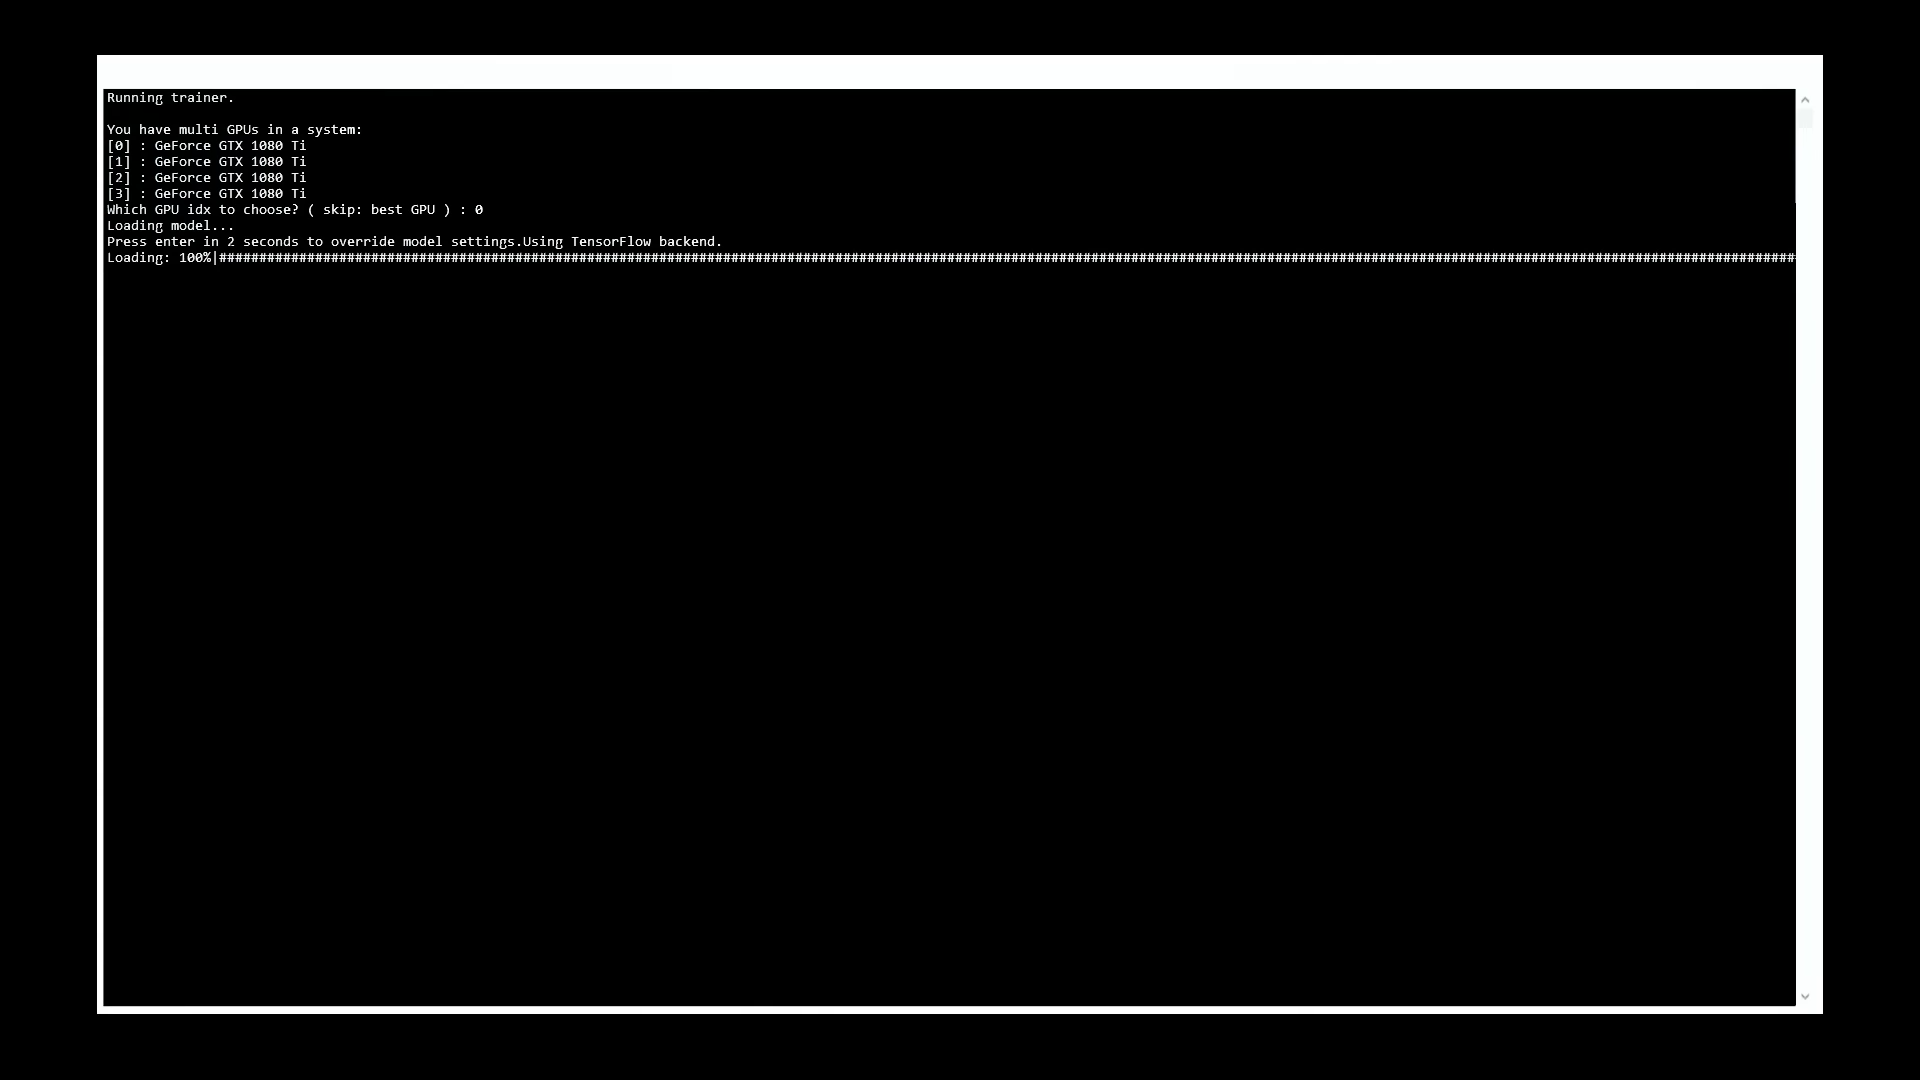 Running trainer.
You have multi GPUs in a system:
[0] : GeForce GTX 1080 Ti
[1] : GeForce GTX 1080 Ti
[2] : GeForce GTX 1080 Ti
[3] : GeForce GTX 1080 Ti
Which GPU idx to choose? ( skip: best GPU ) : 0
Loading model...
Press enter in 2 seconds to override model settings.Using TensorFlow backend.
Loading: 100%|######################################################################################################################################################################################################